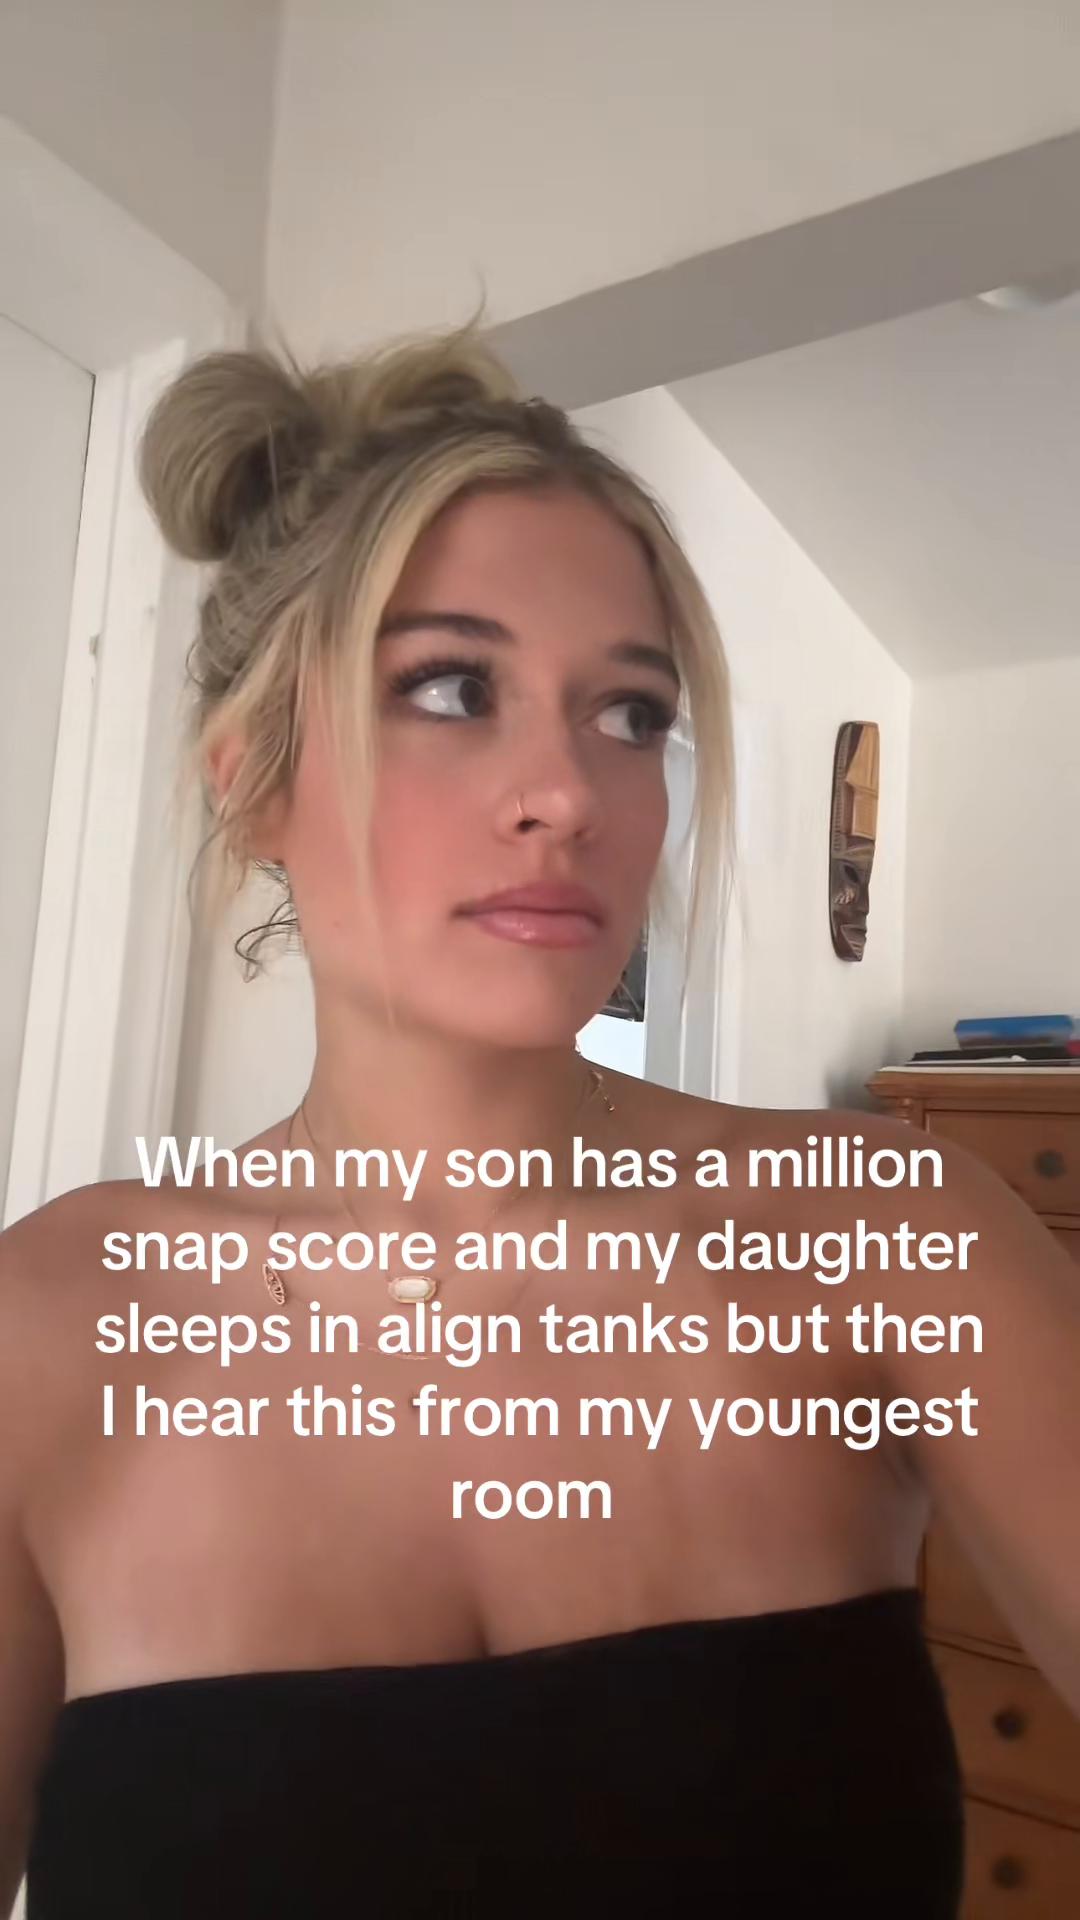 When my son has a million
snap score and my daughter
sleeps in align tanks but then
I hear this from my youngest
room